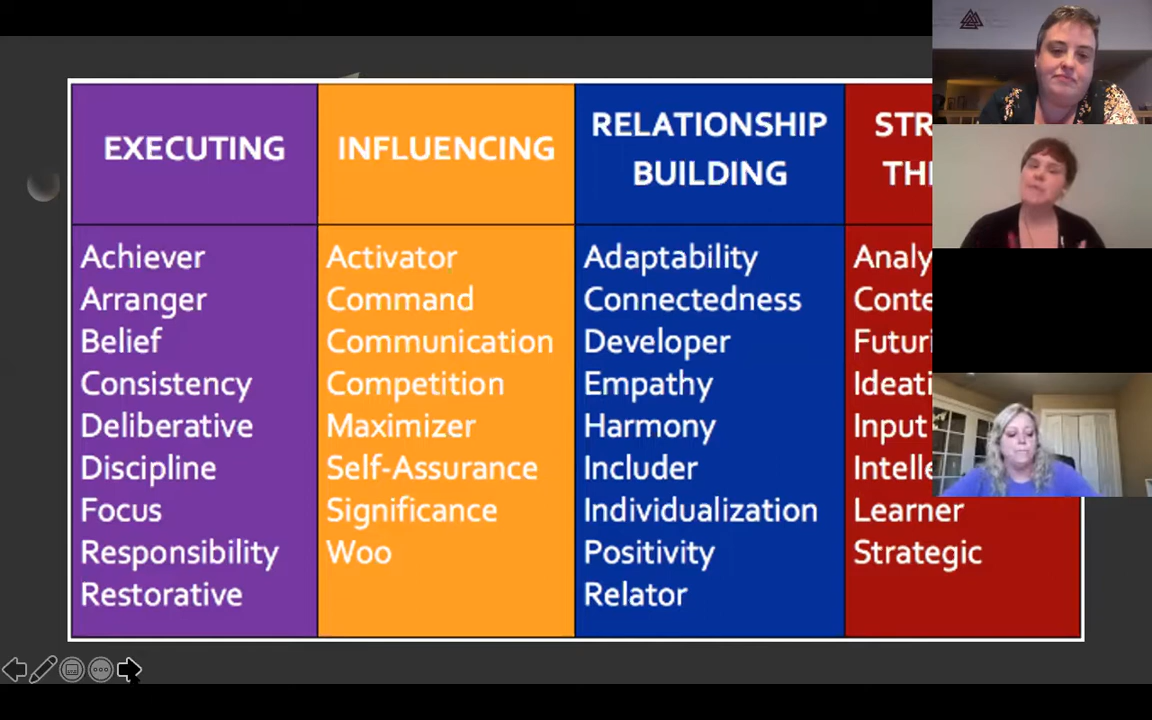 EXECUTING
INFLUENCING
RELATIONSHIP
BUILDING
Achiever
Arranger
Belief
Consistency
Deliberative
Discipline
Focus
Responsibility
Restorative
Activator
Command
Communication
Competition
Maximizer
Self-Assurance
Significance
Woo
Adaptability
Connectedness
Developer
Empathy
Harmony
Includer
Individualization
Positivity
Relator
Input
Learner
Strategic